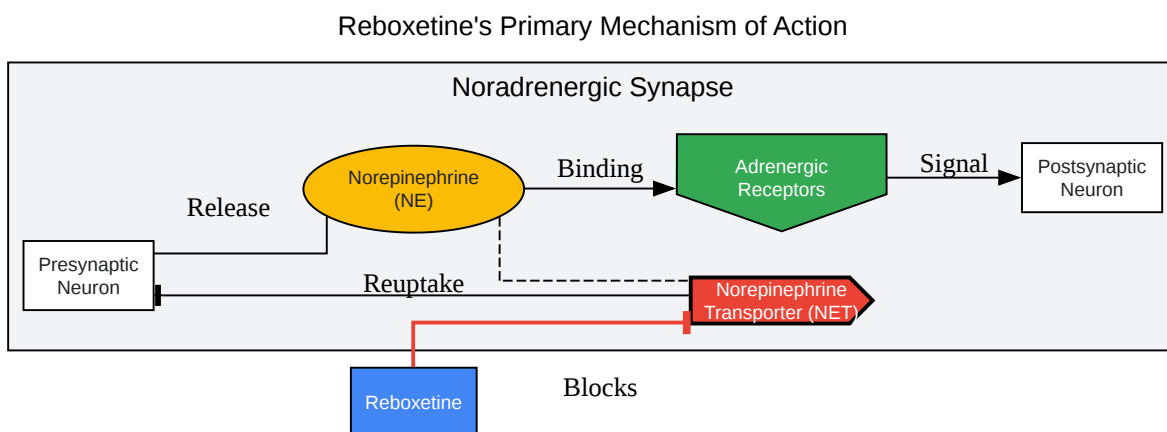 Reboxetine's Primary Mechanism of Action
Noradrenergic Synapse
Norepinephrine
(NE)
Binding
Adrenergic
Receptors
Signal
Postsynaptic
Neuron
Release
Presynaptic
Neuron
Reuptake
Norepinephrine
Transporter (NET)
Reboxetine
Blocks